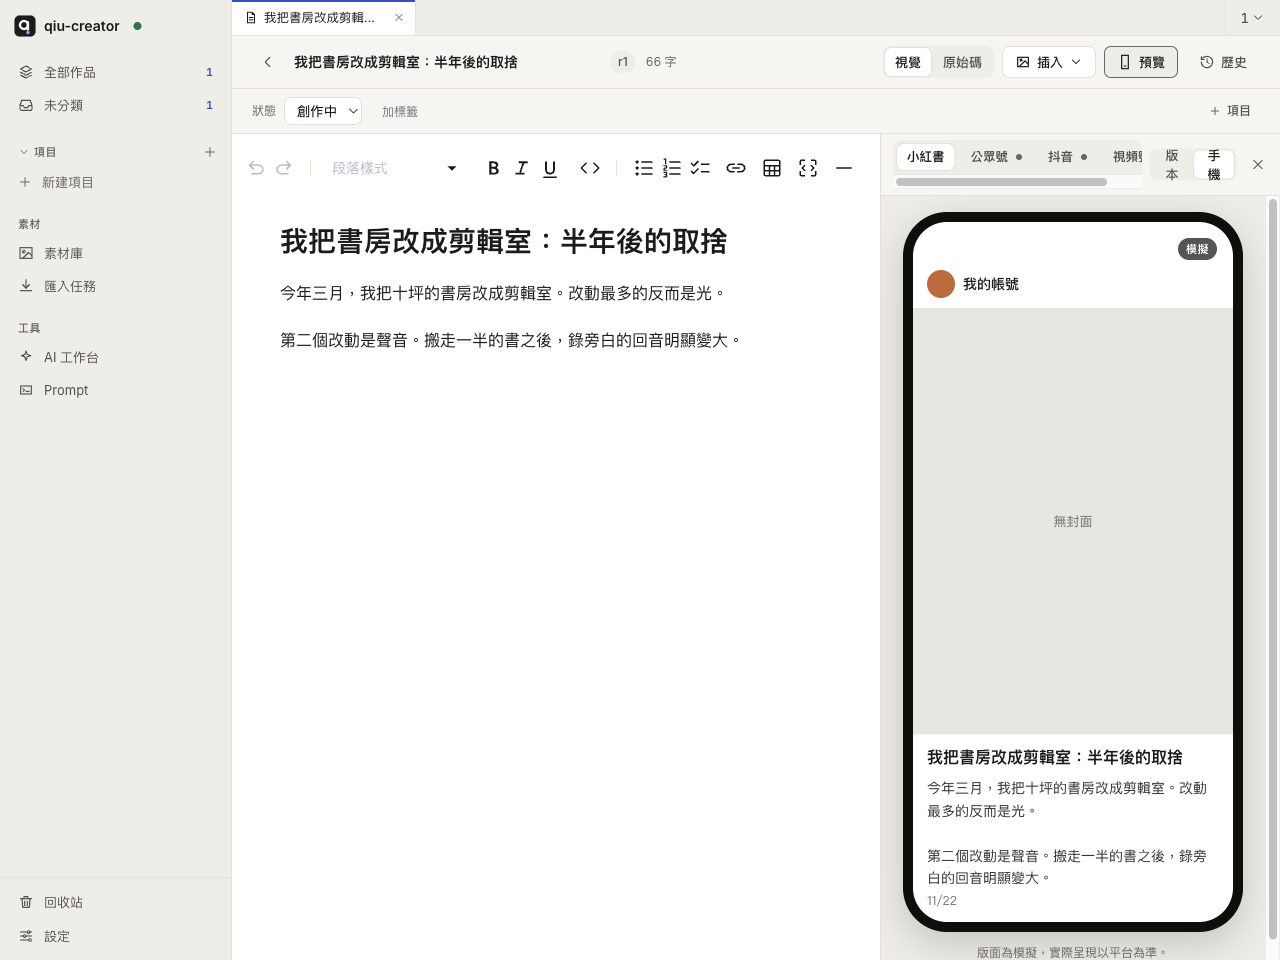 qiu-creator
全部作品 1
未分類 1
項目
新建項目
素材
素材庫
匯入任務
工具
AI 工作台
Prompt
回收站
設定
我把書房改成剪輯...
1
我把書房改成剪輯室：半年後的取捨
r1
66 字
視覺
原始碼
插入
預覽
歷史
狀態
創作中
加標籤
項目
段落樣式
我把書房改成剪輯室：半年後的取捨
今年三月，我把十坪的書房改成剪輯室。改動最多的反而是光。
第二個改動是聲音。搬走一半的書之後，錄旁白的回音明顯變大。
小紅書
公眾號
抖音
視頻
版本
手機
模擬
我的帳號
無封面
我把書房改成剪輯室：半年後的取捨
今年三月，我把十坪的書房改成剪輯室。改動
最多的反而是光。
第二個改動是聲音。搬走一半的書之後，錄旁
白的回音明顯變大。
11/22
版面為模擬，實際呈現以平台為準。